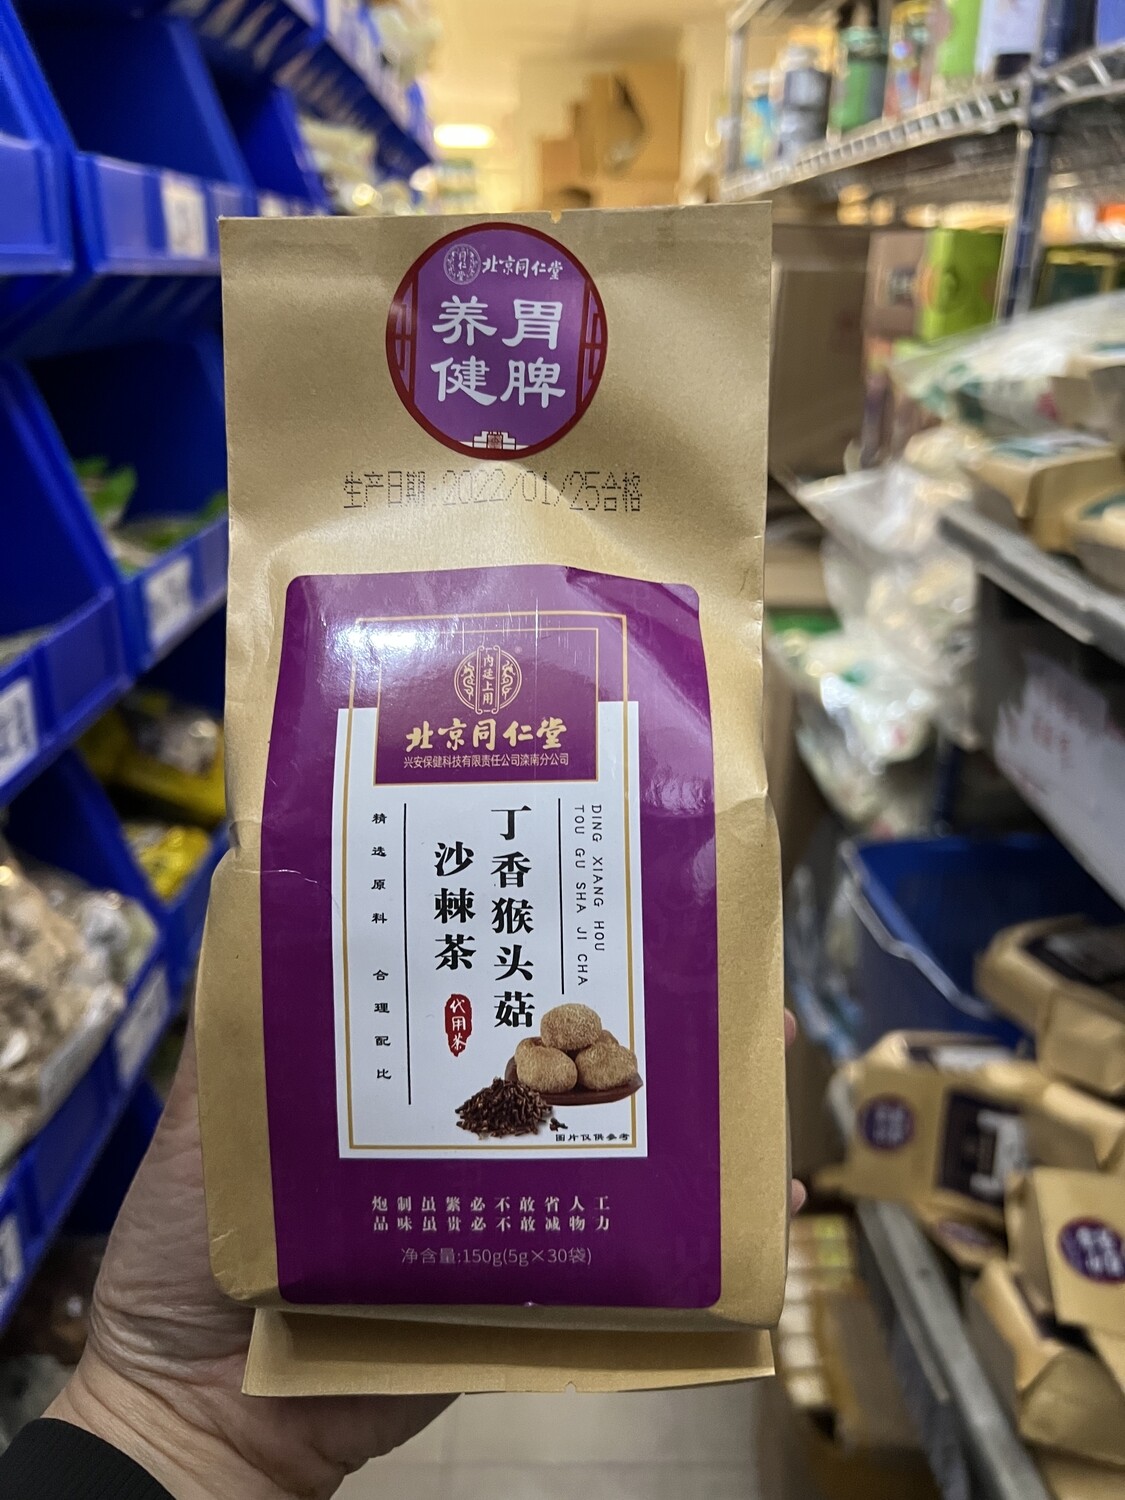 北京同仁堂
养胃
健脾
生产日期:2022/01/25合格
内廷上用
北京同仁堂
兴安保健科技有限责任公司滦南分公司
DING XIANG HOU
TOU GU SHA JI CHA
丁香猴头菇
沙棘茶
代用茶
精选原料 合理配比
图片仅供参考
炮制虽繁必不敢省人工
品味虽贵必不敢减物力
净含量:150g(5g×30袋)